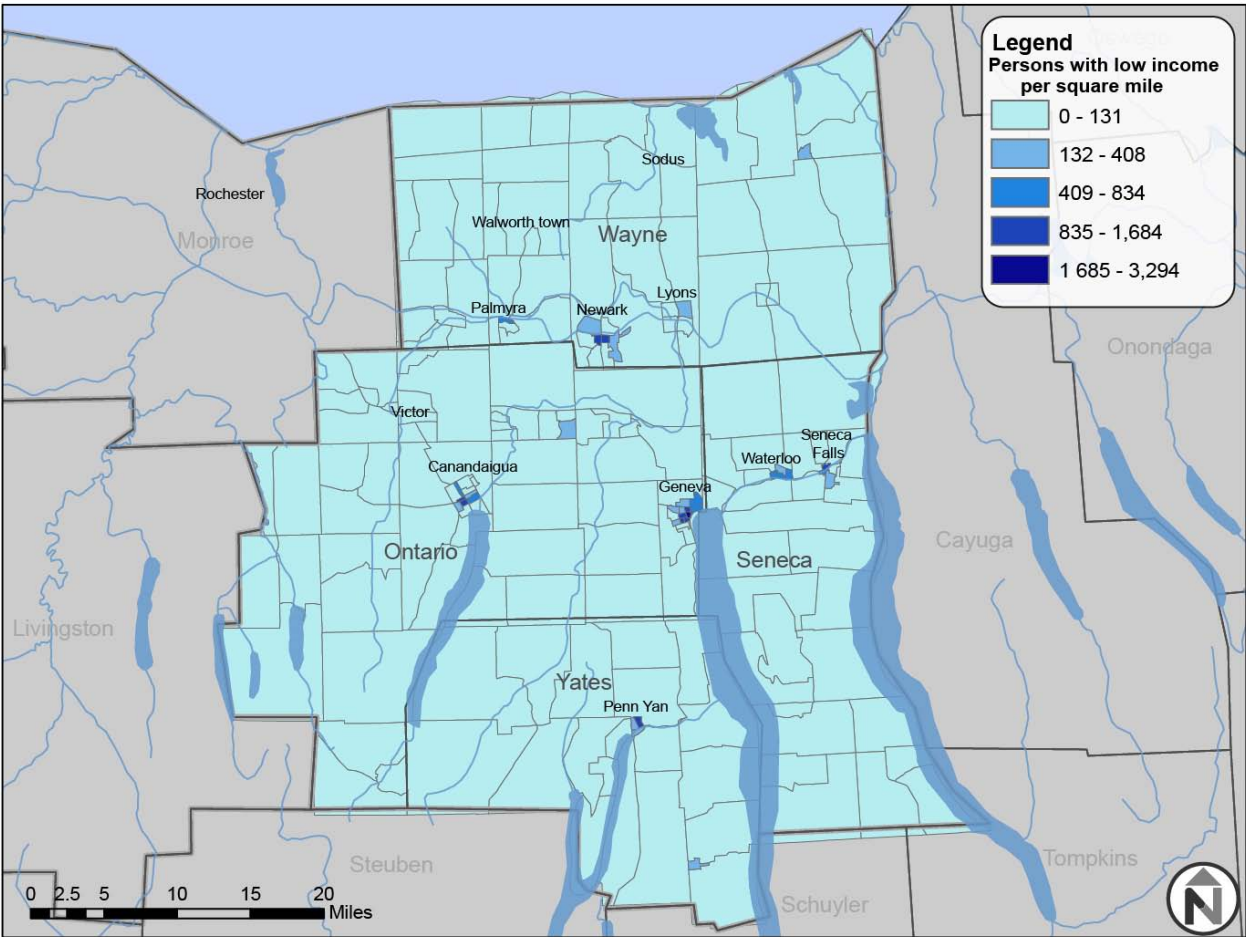 Legend
Persons with low income
per square mile
0 - 131
132 - 408
409 - 834
835 - 1,684
1 685 - 3,294
Sodus
Rochester
Monroe
Walworth town
Wayne
Palmyra
Newark
Lyons
Onondaga
Victor
Seneca
Falls
Waterloo
Canandaigua
Geneva
Ontario
Seneca
Cayuga
Livingston
Yates
Penn Yan
Steuben
Tompkins
Schuyler
0 2.5 5 10 15 20
Miles
N